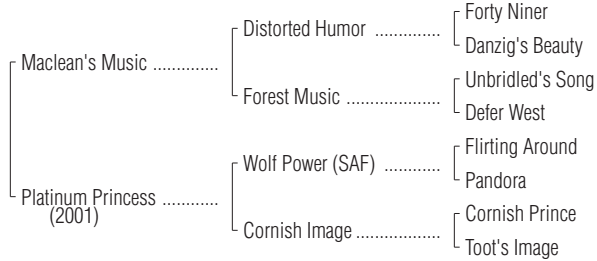 Forty Niner
Distorted Humor ..............
Danzig's Beauty
Maclean's Music ..............
Unbridled's Song
Forest Music ....................
Defer West
Flirting Around
Wolf Power (SAF) ............
Pandora
Platinum Princess ............
(2001)
Cornish Prince
Cornish Image ..................
Toot's Image